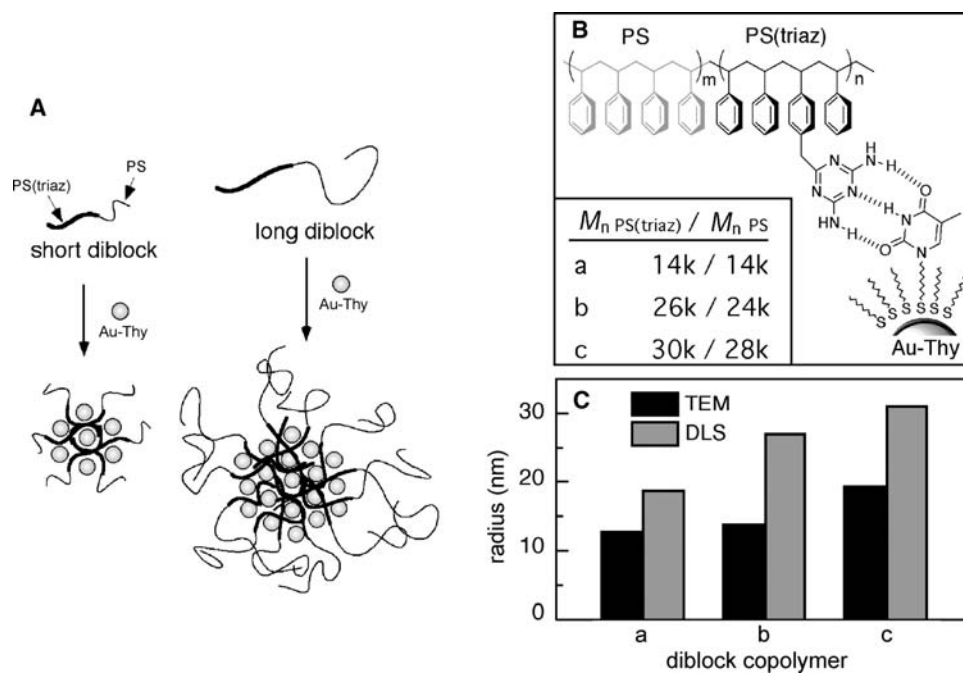 A
PS(triaz)
PS
short diblock
long diblock
Au-Thy
Au-Thy
B
PS
PS(triaz)
m
n
H
N-H
O
N
N
N
H-N
N-H
H
O
N
S S S S S S
Au-Thy
Mn PS(triaz) / Mn PS
a 14k / 14k
b 26k / 24k
c 30k / 28k
C
TEM
DLS
30
20
10
0
radius (nm)
a b c
diblock copolymer